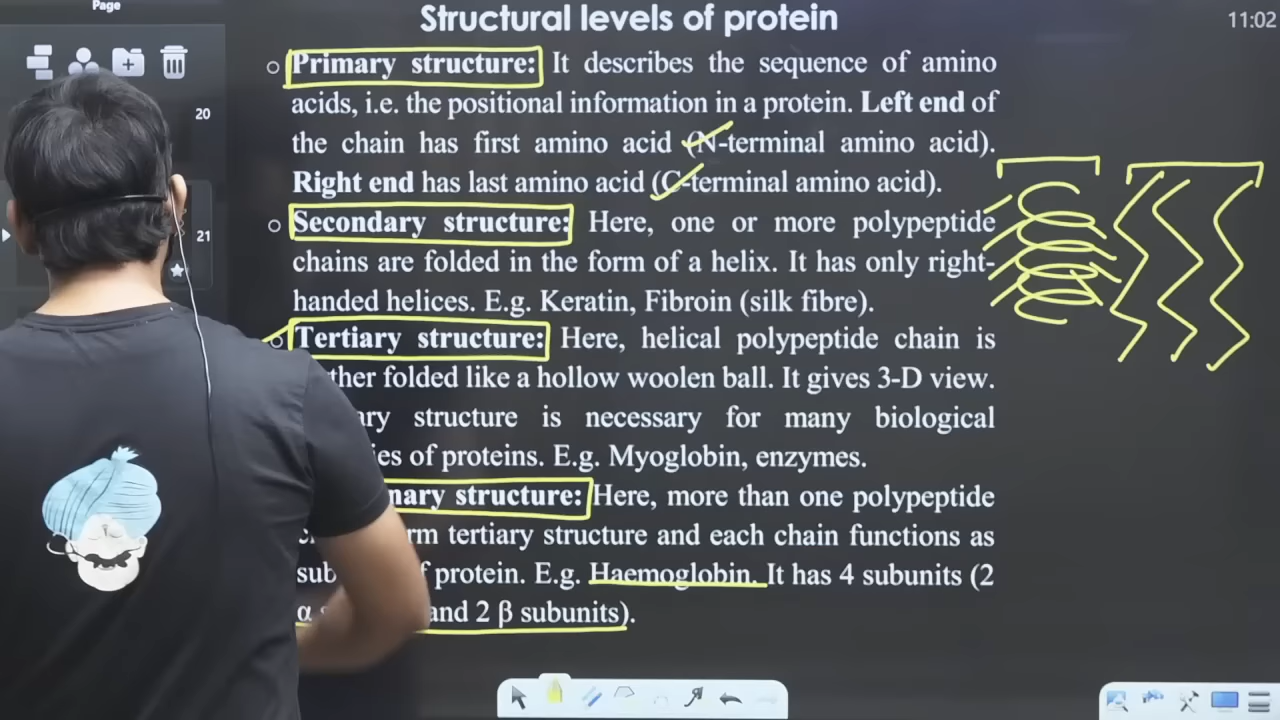 Page
Structural levels of protein
11:02
20
21
○ Primary structure: It describes the sequence of amino
acids, i.e. the positional information in a protein. Left end of
the chain has first amino acid (N-terminal amino acid).
Right end has last amino acid (C-terminal amino acid).
○ Secondary structure: Here, one or more polypeptide
chains are folded in the form of a helix. It has only right-
handed helices. E.g. Keratin, Fibroin (silk fibre).
○ Tertiary structure: Here, helical polypeptide chain is
ther folded like a hollow woolen ball. It gives 3-D view.
ary structure is necessary for many biological
ies of proteins. E.g. Myoglobin, enzymes.
nary structure: Here, more than one polypeptide
rm tertiary structure and each chain functions as
sub f protein. E.g. Haemoglobin. It has 4 subunits (2
α and 2 β subunits).